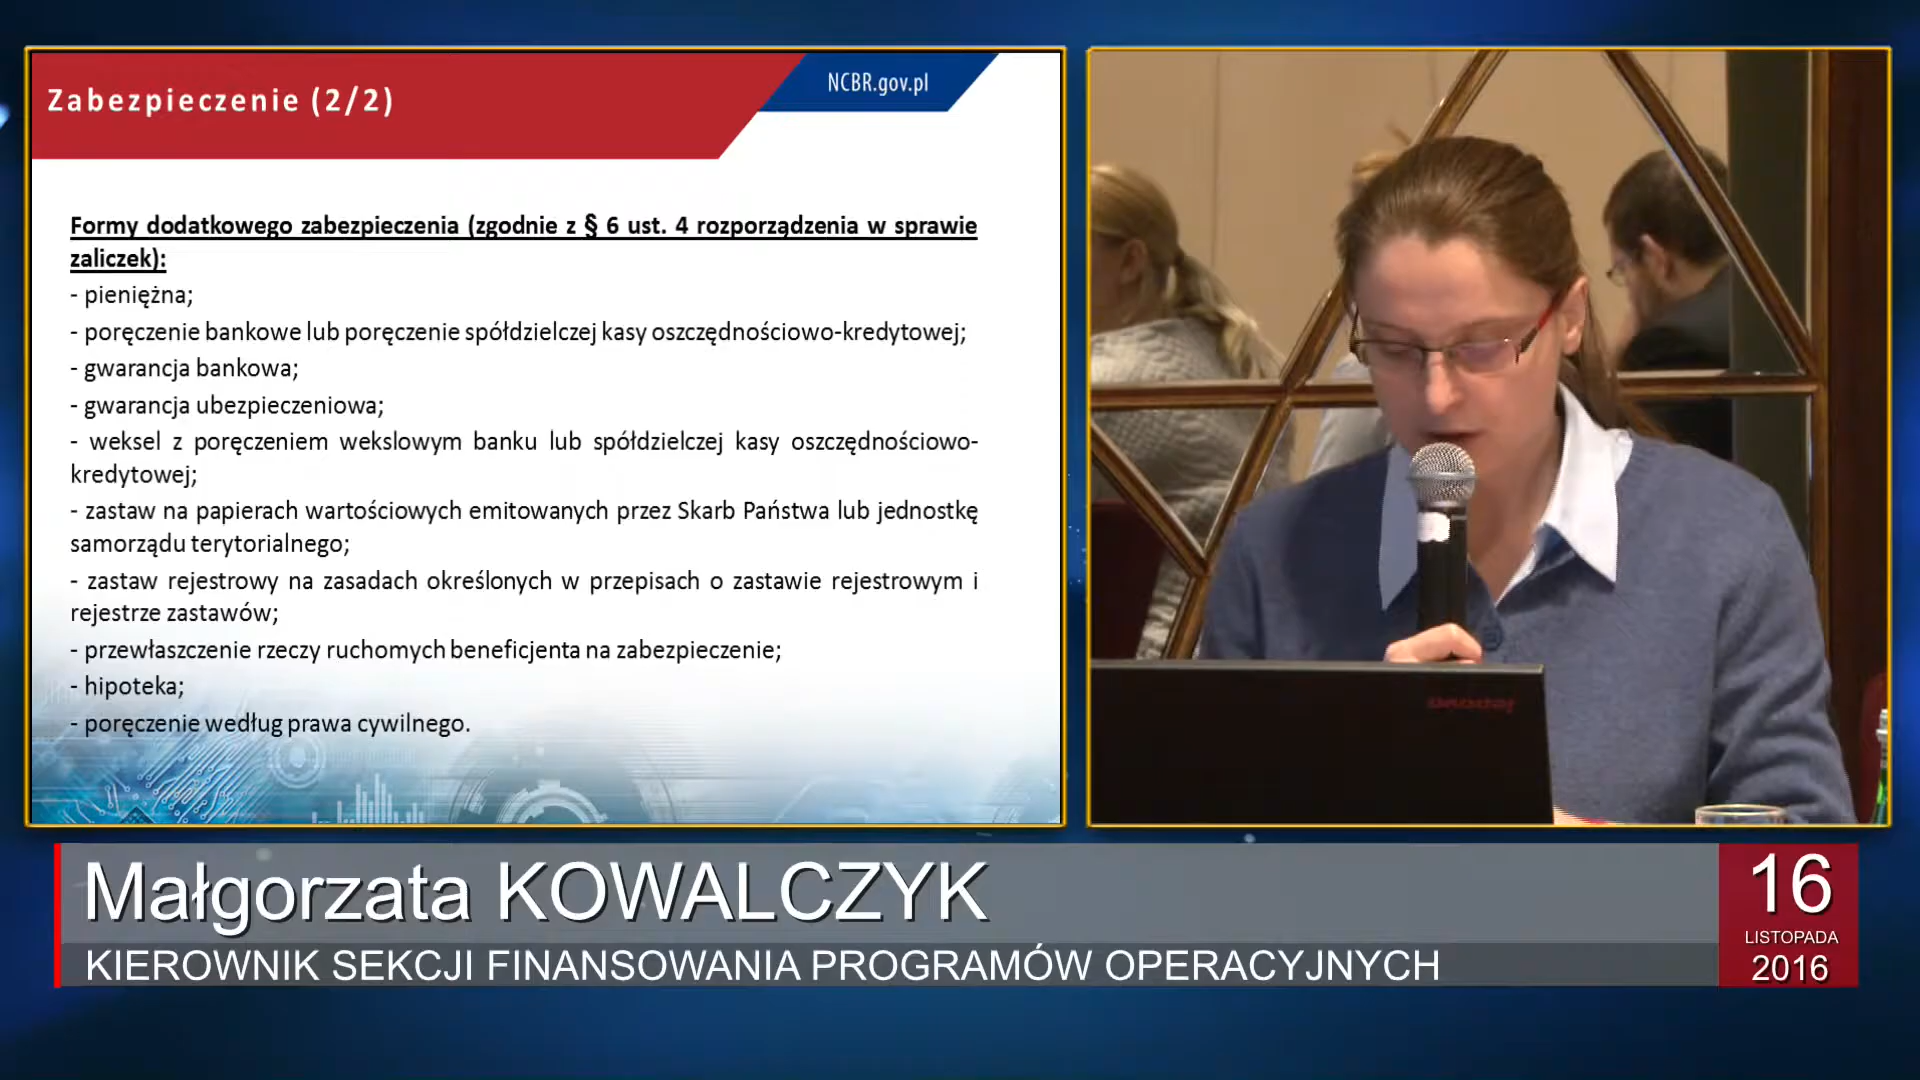 Zabezpieczenie (2/2)
NCBR.gov.pl
Formy dodatkowego zabezpieczenia (zgodnie z § 6 ust. 4 rozporządzenia w sprawie
zaliczek):
- pieniężna;
- poręczenie bankowe lub poręczenie spółdzielczej kasy oszczędnościowo-kredytowej;
- gwarancja bankowa;
- gwarancja ubezpieczeniowa;
- weksel z poręczeniem wekslowym banku lub spółdzielczej kasy oszczędnościowo-
kredytowej;
- zastaw na papierach wartościowych emitowanych przez Skarb Państwa lub jednostkę
samorządu terytorialnego;
- zastaw rejestrowy na zasadach określonych w przepisach o zastawie rejestrowym i
rejestrze zastawów;
- przewłaszczenie rzeczy ruchomych beneficjenta na zabezpieczenie;
- hipoteka;
- poręczenie według prawa cywilnego.
lenovo
Małgorzata KOWALCZYK
KIEROWNIK SEKCJI FINANSOWANIA PROGRAMÓW OPERACYJNYCH
16
LISTOPADA
2016